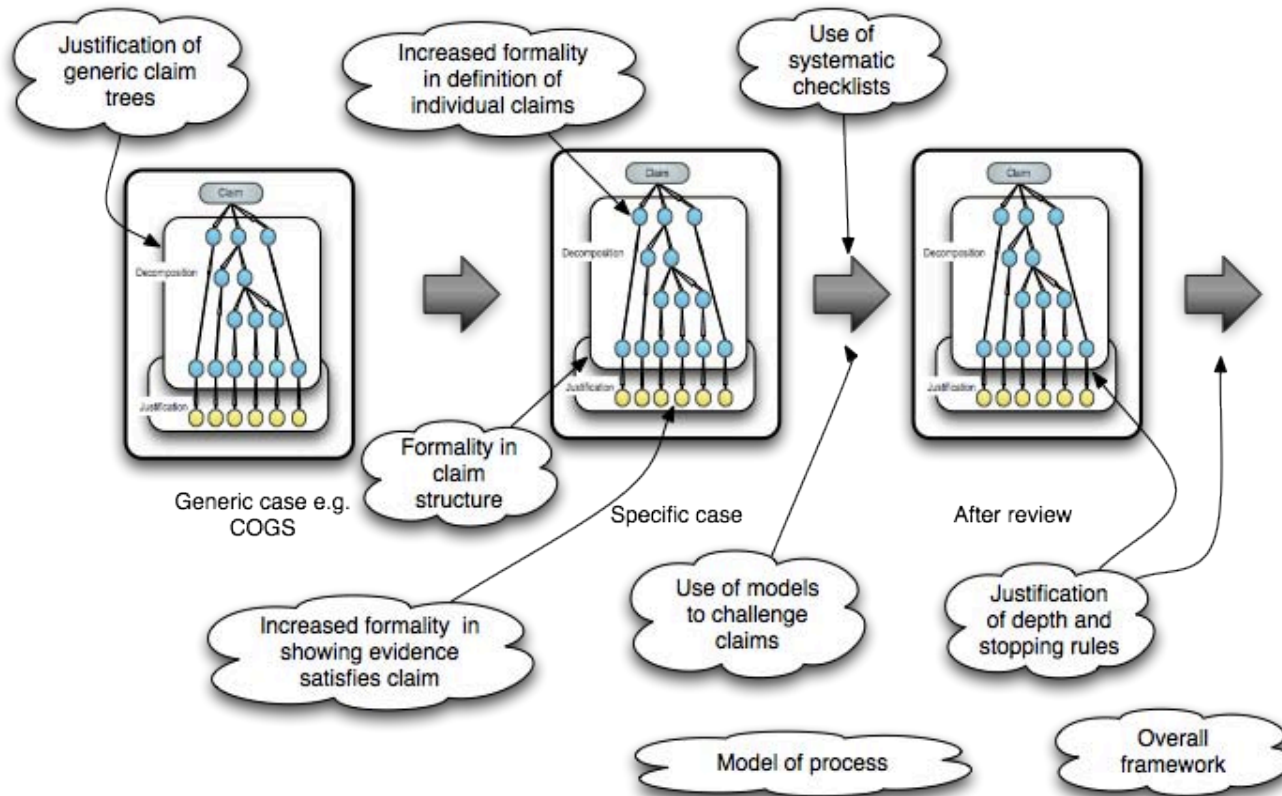 Justification of
generic claim
trees
Increased formality
in definition of
individual claims
Use of
systematic
checklists
Claim
Decomposition
Justification
Claim
Decomposition
Justification
Claim
Decomposition
Justification
Formality in
claim
structure
Generic case e.g.
COGS
Specific case
After review
Increased formality in
showing evidence
satisfies claim
Use of models
to challenge
claims
Justification
of depth and
stopping rules
Model of process
Overall
framework